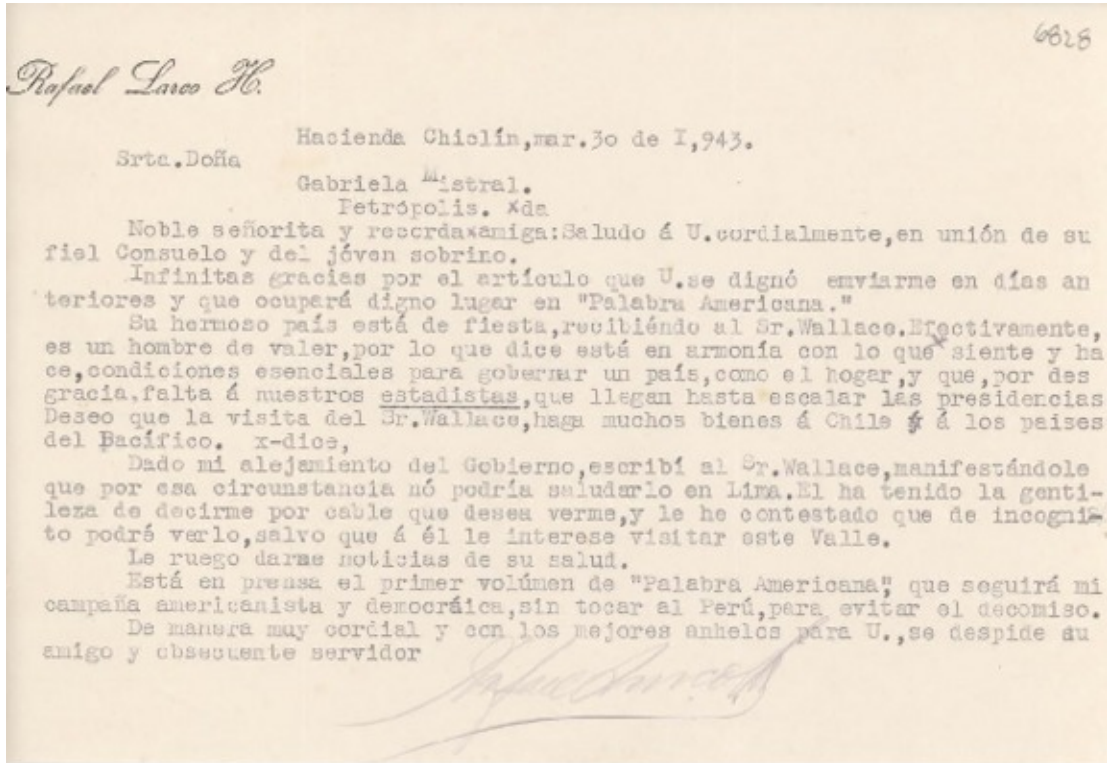 6828
Rafael Larco H.
Hacienda Chiclín,mar.30 de I,943.
Srta.Doña
Gabriela Mistral.
Petrópolis. xda
Noble señorita y recordaxamiga:Saludo á U.cordialmente,en unión de su
fiel Consuelo y del jóven sobrino.
Infinitas gracias por el artículo que U.se dignó enviarme en días an
teriores y que ocupará digno lugar en "Palabra Americana."
Su hermoso país está de fiesta,recibiéndo al Sr.Wallace.Efectivamente,
es un hombre de valer,por lo que dice está en armonía con lo que x siente y ha
ce,condiciones esenciales para gobernar un país,como el hogar,y que,por des
gracia,falta á nuestros estadistas,que llegan hasta escalar las presidencias
Deseo que la visita del Sr.Wallace,haga muchos bienes á Chile y á los paises
del Pacífico. x-dice,
Dado mi alejamiento del Gobierno,escribí al Sr.Wallace,manifestándole
que por esa circunstancia nó podría saludarlo en Lima.El ha tenido la genti-
leza de decirme por cable que desea verme,y le he contestado que de incogni-
to podré verlo,salvo que á él le interese visitar este Valle.
Le ruego darme noticias de su salud.
Está en prensa el primer volúmen de "Palabra Americana", que seguirá mi
campaña americanista y democráica,sin tocar al Perú,para evitar el decomiso.
De manera muy cordial y con los mejores anhelos para U.,se despide su
amigo y obsecuente servidor
Rafael Larco H.